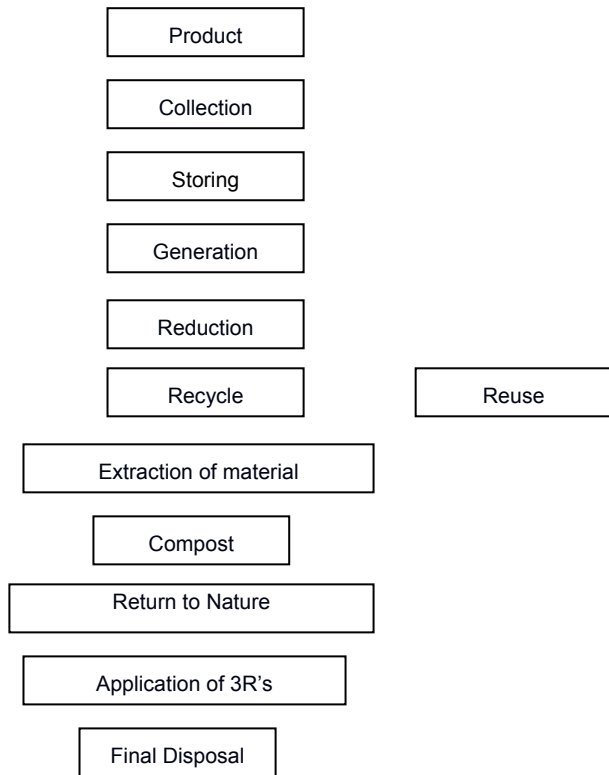 Product
Collection
Storing
Generation
Reduction
Recycle
Reuse
Extraction of material
Compost
Return to Nature
Application of 3R’s
Final Disposal